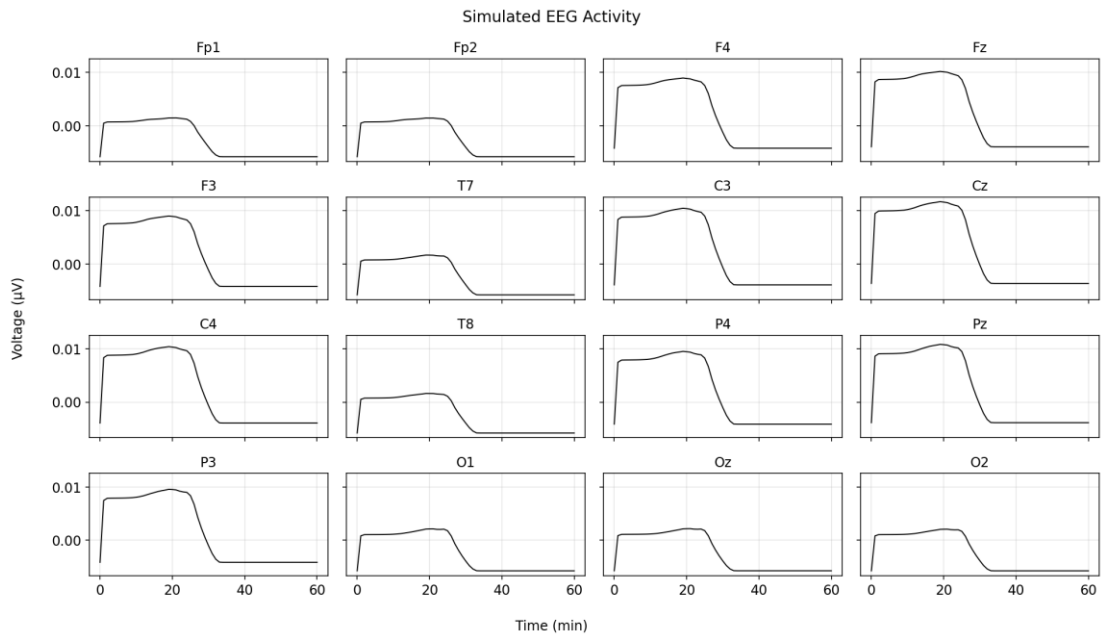 Simulated EEG Activity
Fp1 Fp2 F4 Fz
0.01
0.00
F3 T7 C3 Cz
0.01
0.00
Voltage (µV)
C4 T8 P4 Pz
0.01
0.00
P3 O1 Oz O2
0.01
0.00
0 20 40 60 0 20 40 60 0 20 40 60 0 20 40 60
Time (min)